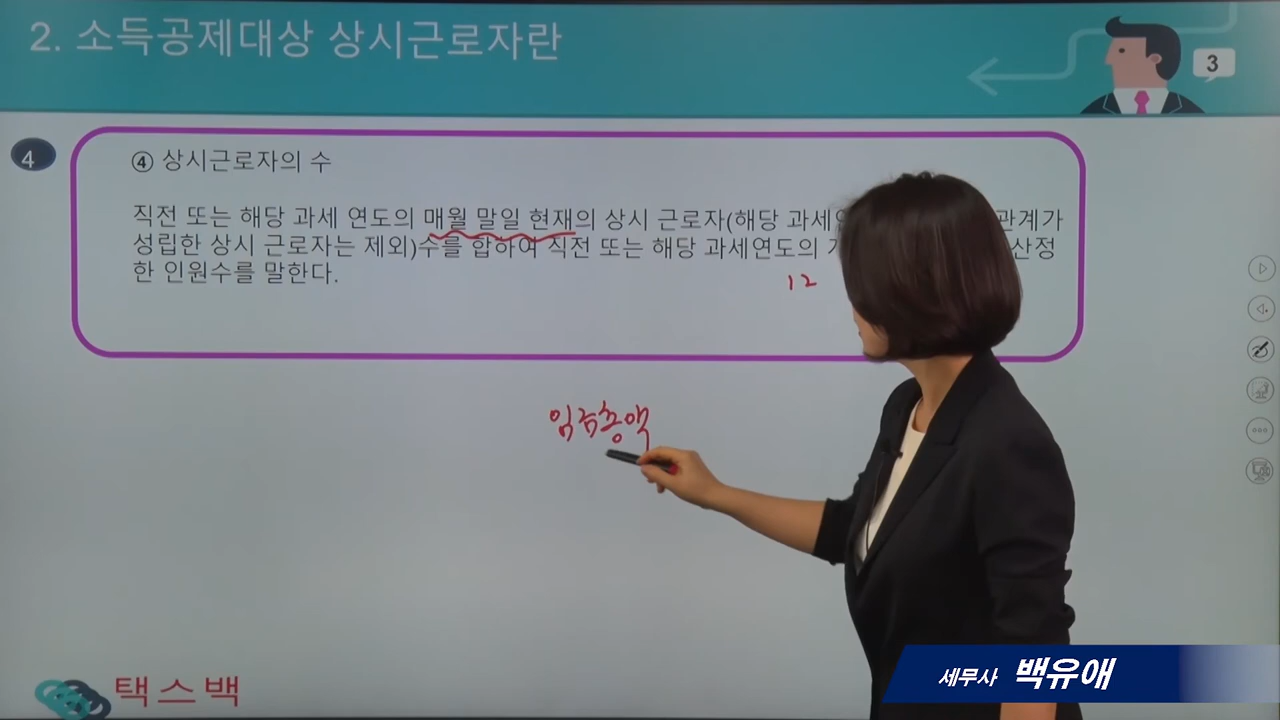 2. 소득공제대상 상시근로자란
3
4
④ 상시근로자의 수
직전 또는 해당 과세 연도의 매월 말일 현재의 상시 근로자(해당 과세 관계가
성립한 상시 근로자는 제외)수를 합하여 직전 또는 해당 과세연도의 산정
한 인원수를 말한다.
12
임금총액
택스백
세무사 백유애